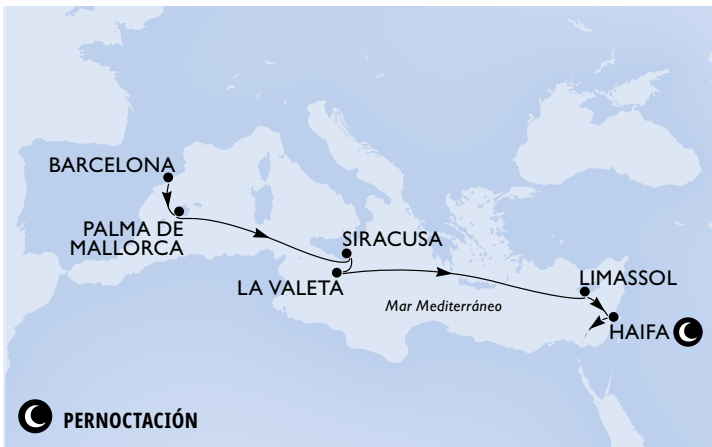 BARCELONA
PALMA DE
MALLORCA
SIRACUSA
LA VALETA
LIMASSOL
Mar Mediterráneo
HAIFA
PERNOCTACIÓN